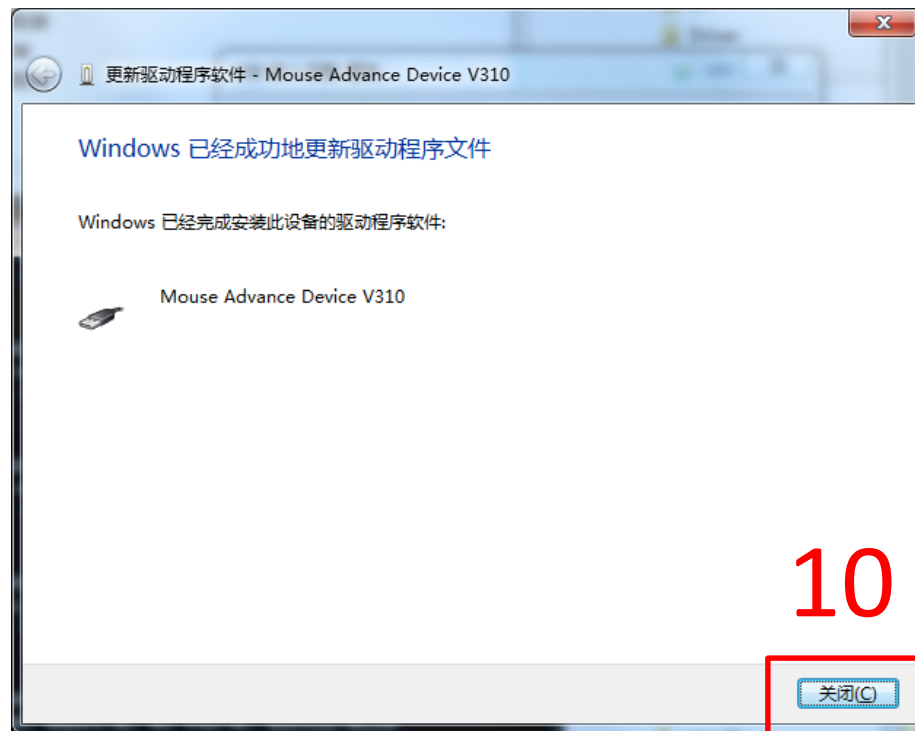 更新驱动程序软件 - Mouse Advance Device V310
Windows 已经成功地更新驱动程序文件
Windows 已经完成安装此设备的驱动程序软件:
Mouse Advance Device V310
10
关闭(C)